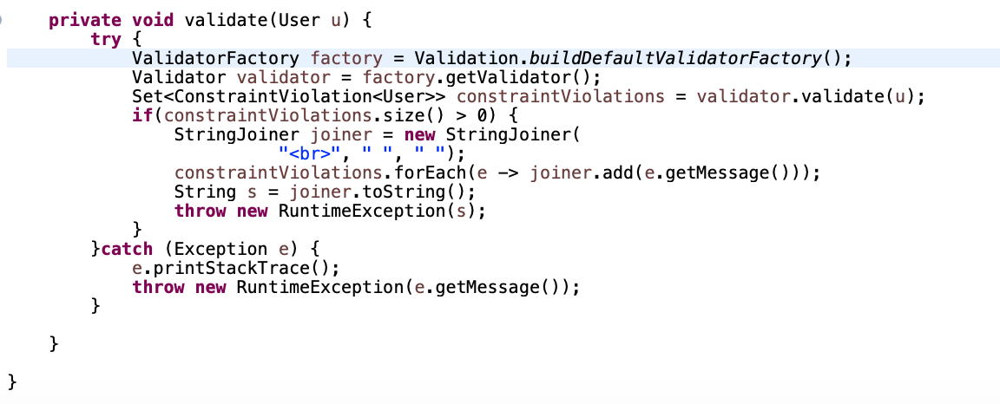 private void validate(User u) {
try {
ValidatorFactory factory = Validation.buildDefaultValidatorFactory();
Validator validator = factory.getValidator();
Set<ConstraintViolation<User>> constraintViolations = validator.validate(u);
if(constraintViolations.size() > 0) {
StringJoiner joiner = new StringJoiner(
"<br>", " ", " ");
constraintViolations.forEach(e -> joiner.add(e.getMessage()));
String s = joiner.toString();
throw new RuntimeException(s);
}
}catch (Exception e) {
e.printStackTrace();
throw new RuntimeException(e.getMessage());
}
}
}